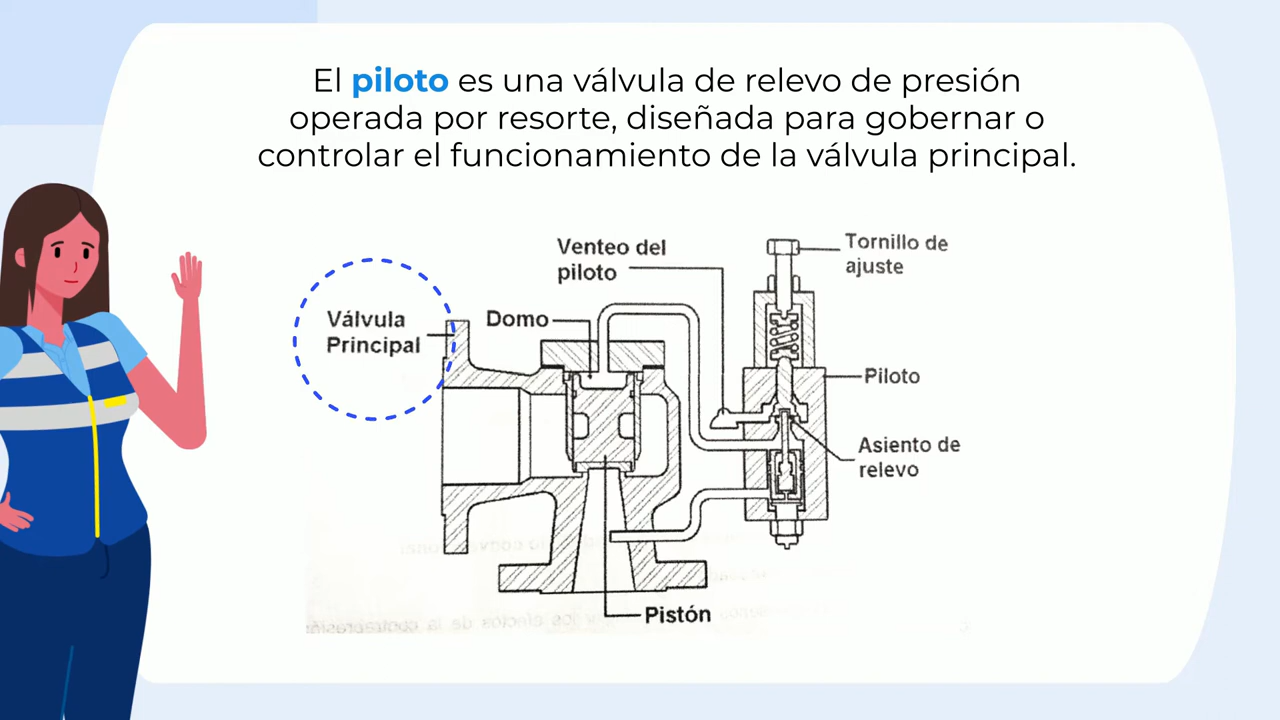 El piloto es una válvula de relevo de presión
operada por resorte, diseñada para gobernar o
controlar el funcionamiento de la válvula principal.
Venteo del
piloto
Tornillo de
ajuste
Válvula
Principal
Domo
Piloto
Asiento de
relevo
Pistón